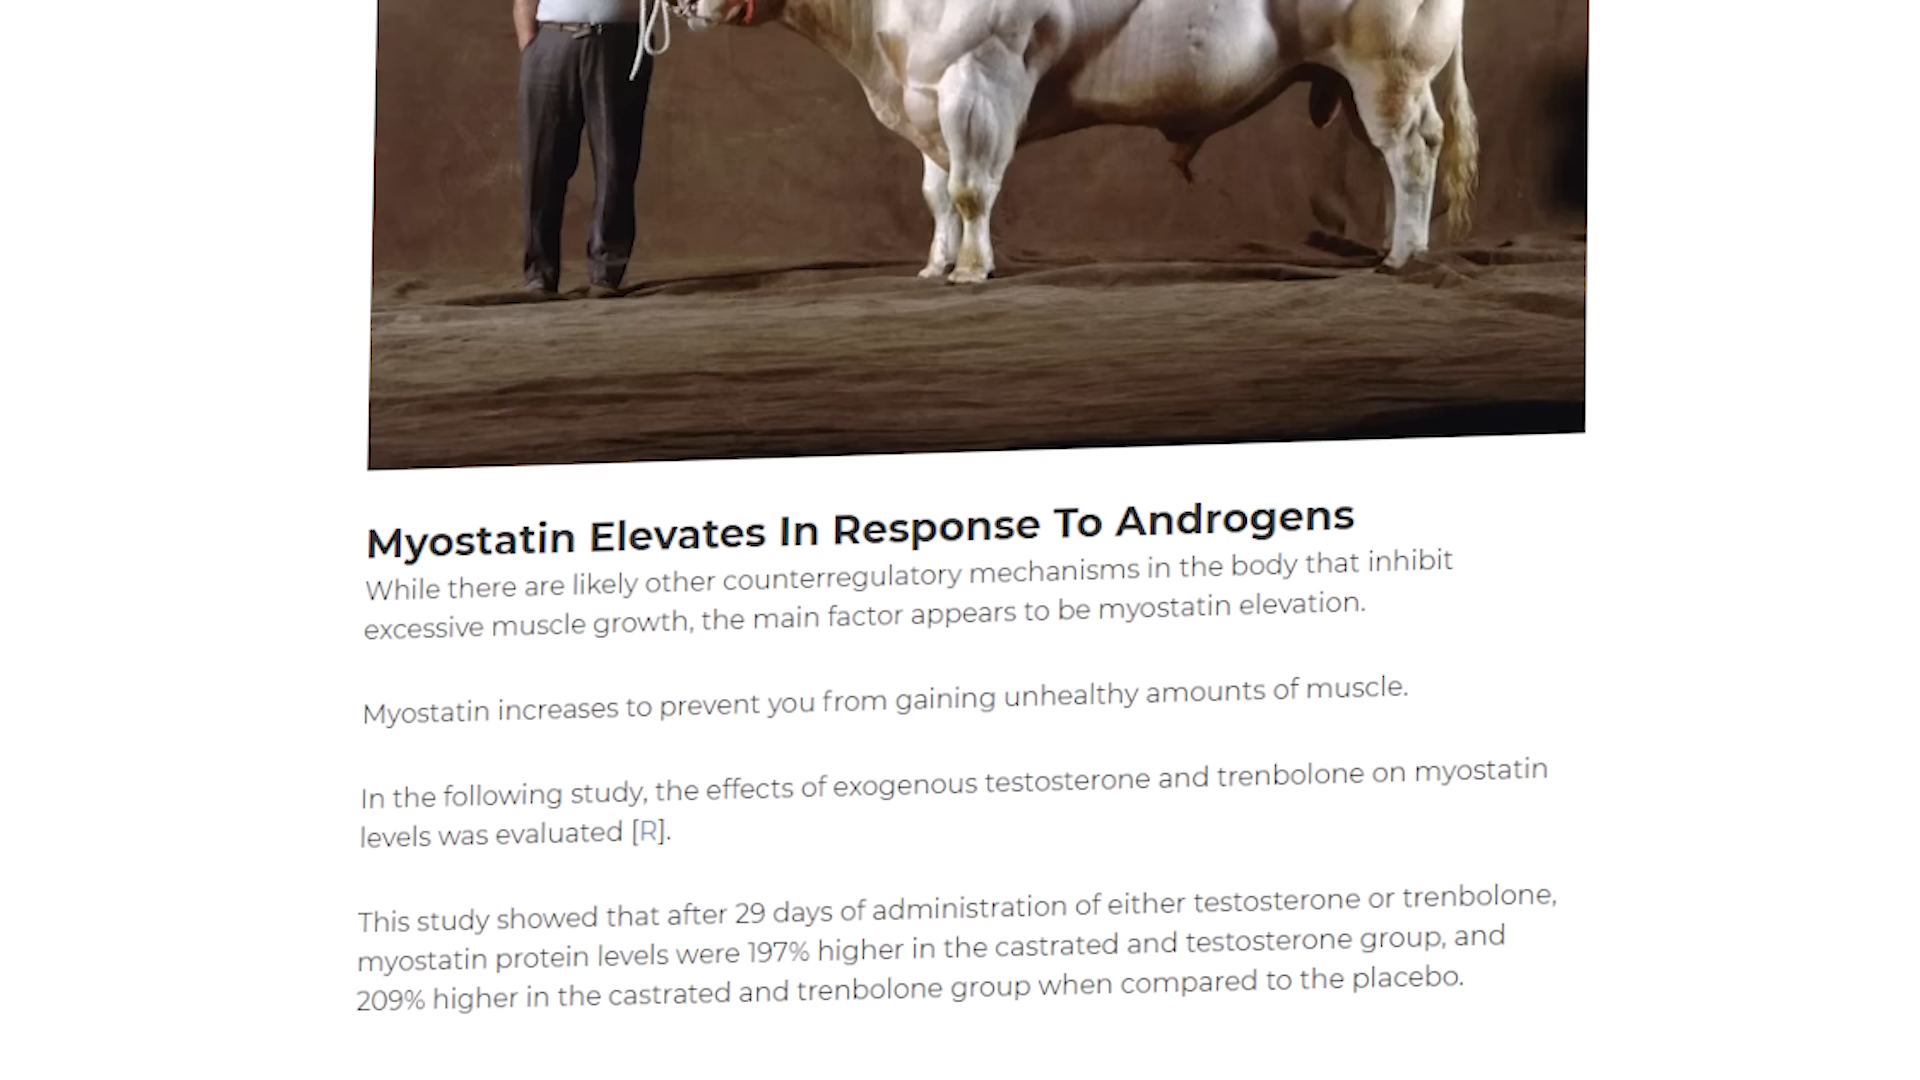 Myostatin Elevates In Response To Androgens
While there are likely other counterregulatory mechanisms in the body that inhibit
excessive muscle growth, the main factor appears to be myostatin elevation.
Myostatin increases to prevent you from gaining unhealthy amounts of muscle.
In the following study, the effects of exogenous testosterone and trenbolone on myostatin
levels was evaluated [R].
This study showed that after 29 days of administration of either testosterone or trenbolone,
myostatin protein levels were 197% higher in the castrated and testosterone group, and
209% higher in the castrated and trenbolone group when compared to the placebo.